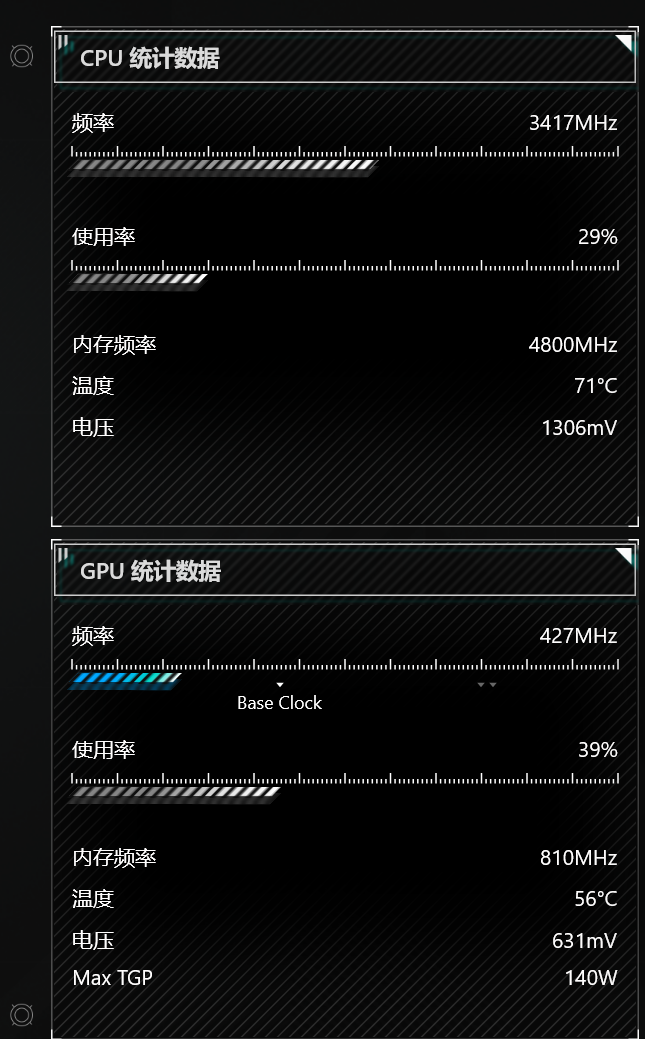 CPU 统计数据
频率 3417MHz
使用率 29%
内存频率 4800MHz
温度 71°C
电压 1306mV
GPU 统计数据
频率 427MHz
Base Clock
使用率 39%
内存频率 810MHz
温度 56°C
电压 631mV
Max TGP 140W